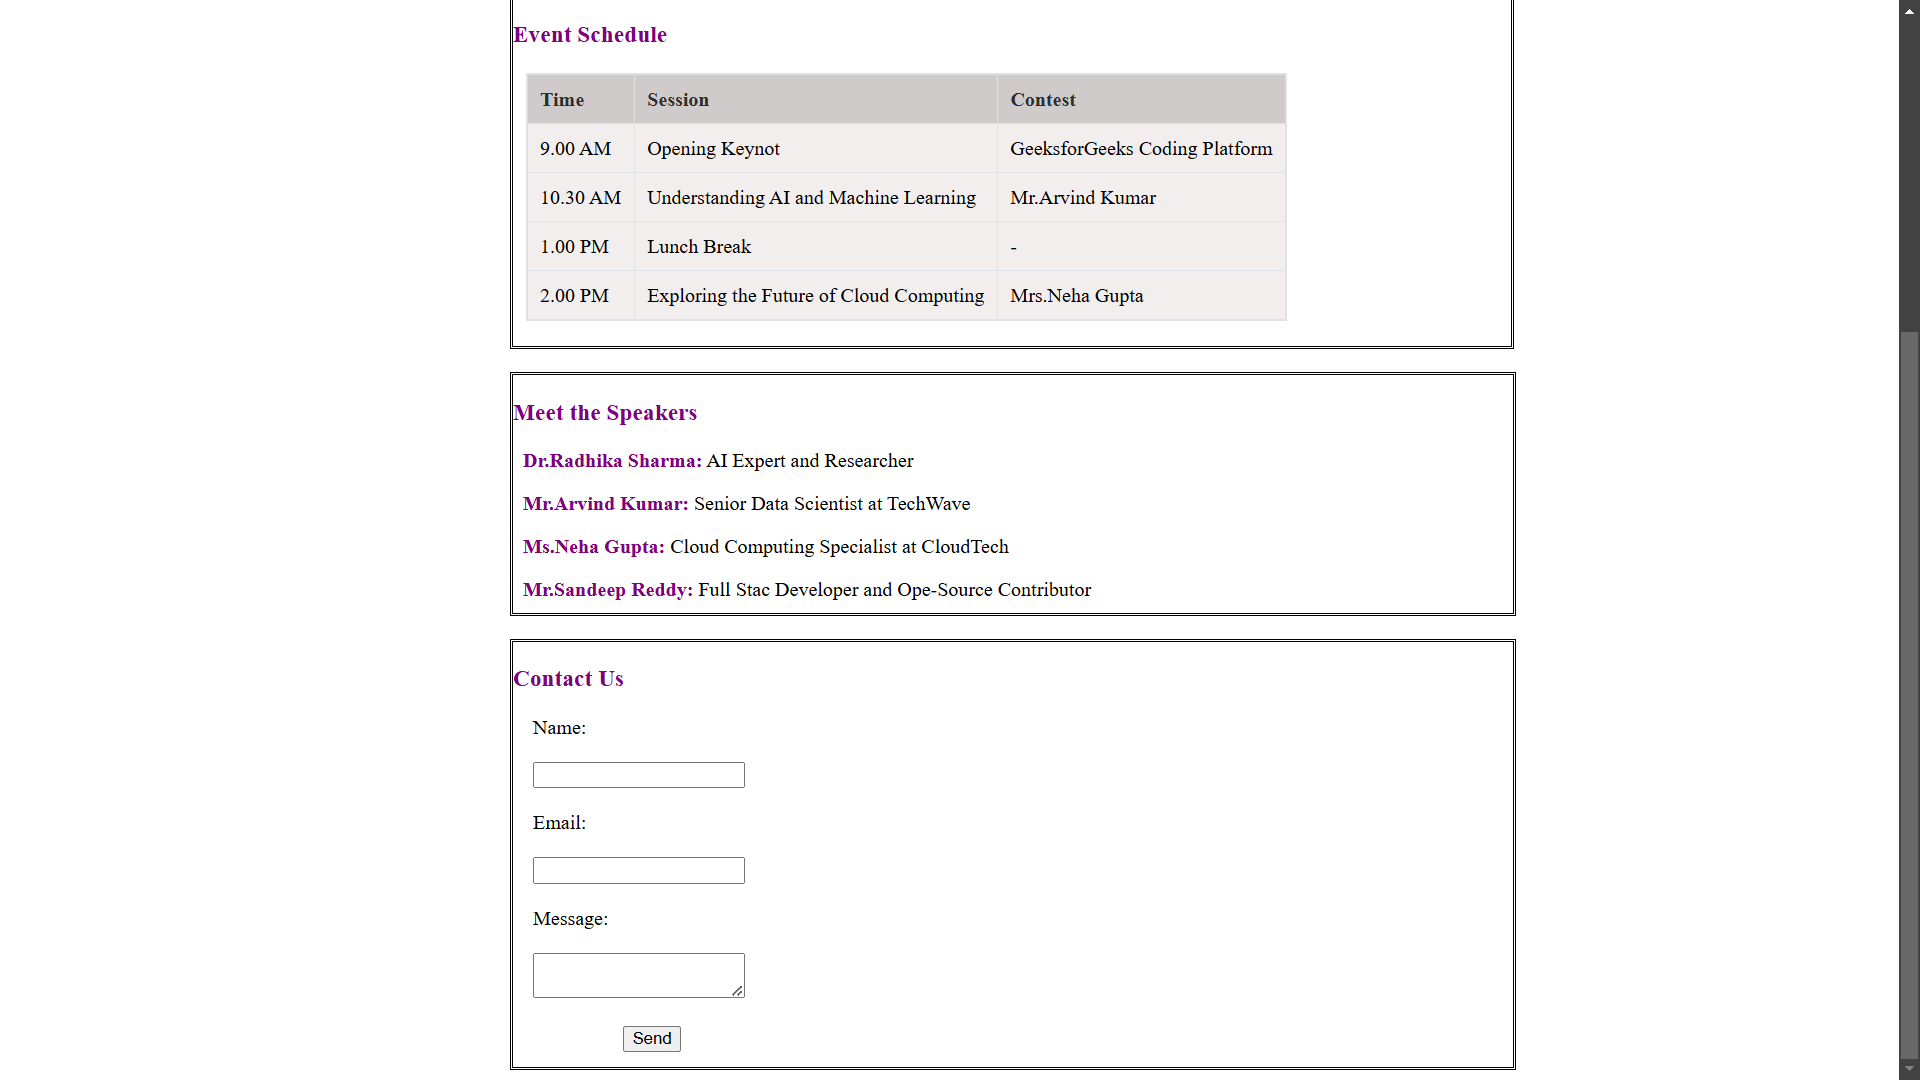 Event Schedule
Time Session Contest
9.00 AM Opening Keynot GeeksforGeeks Coding Platform
10.30 AM Understanding AI and Machine Learning Mr.Arvind Kumar
1.00 PM Lunch Break -
2.00 PM Exploring the Future of Cloud Computing Mrs.Neha Gupta
Meet the Speakers
Dr.Radhika Sharma: AI Expert and Researcher
Mr.Arvind Kumar: Senior Data Scientist at TechWave
Ms.Neha Gupta: Cloud Computing Specialist at CloudTech
Mr.Sandeep Reddy: Full Stac Developer and Ope-Source Contributor
Contact Us
Name:
Email:
Message:
Send